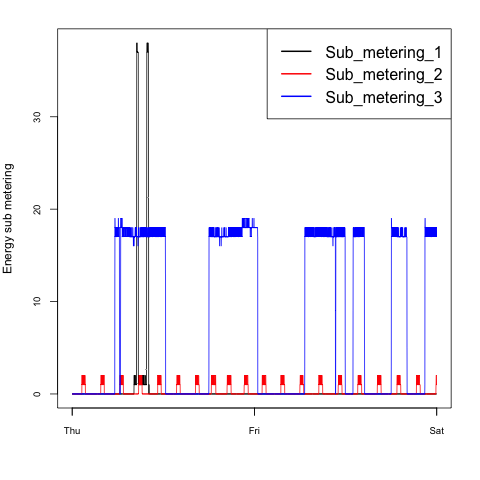 Sub_metering_1
Sub_metering_2
Sub_metering_3
Energy sub metering
30
20
10
0
Thu Fri Sat